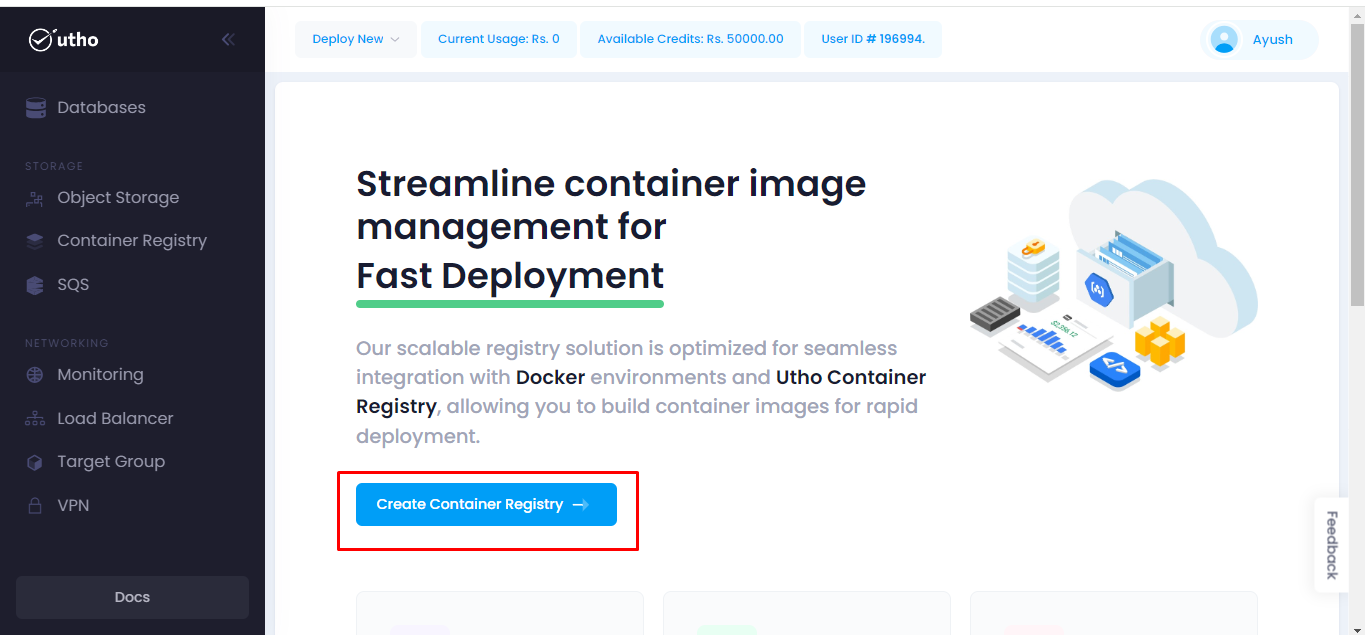 utho
Deploy New
Current Usage: Rs. 0
Available Credits: Rs. 50000.00
User ID # 196994.
Ayush
Databases
STORAGE
Object Storage
Container Registry
SQS
NETWORKING
Monitoring
Load Balancer
Target Group
VPN
Docs
Streamline container image
management for
Fast Deployment
Our scalable registry solution is optimized for seamless
integration with Docker environments and Utho Container
Registry, allowing you to build container images for rapid
deployment.
Create Container Registry
$2,356.12
Feedback